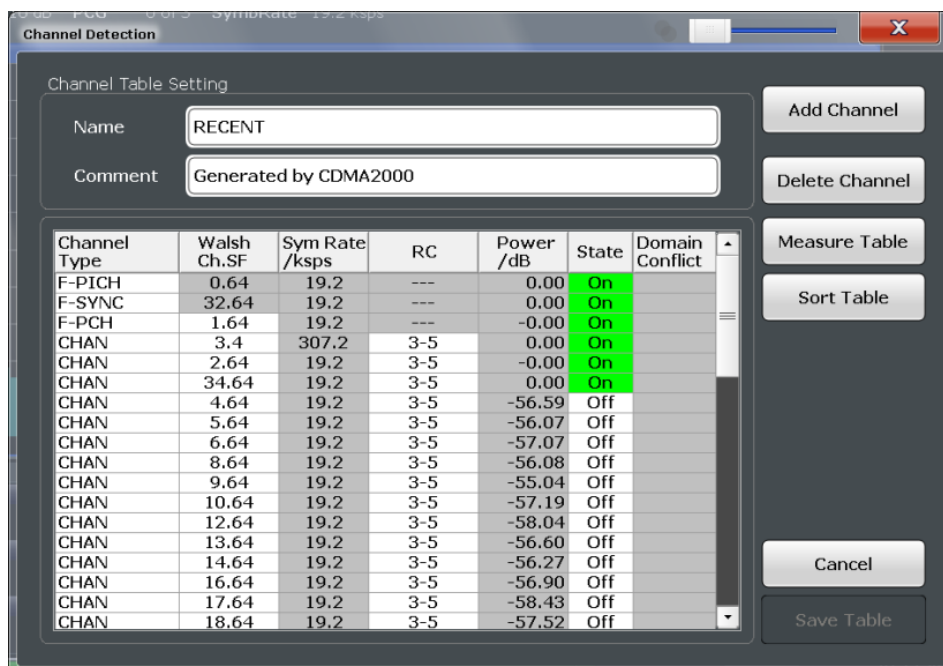 PCG 0 of 5 SymbRate 19.2 ksps
Channel Detection
X
Channel Table Setting
Name RECENT
Comment Generated by CDMA2000
Add Channel
Delete Channel
Measure Table
Sort Table
Cancel
Save Table
Channel Type Walsh Ch.SF Sym Rate /ksps RC Power /dB State Domain Conflict
F-PICH 0.64 19.2 --- 0.00 On
F-SYNC 32.64 19.2 --- 0.00 On
F-PCH 1.64 19.2 --- -0.00 On
CHAN 3.4 307.2 3-5 0.00 On
CHAN 2.64 19.2 3-5 -0.00 On
CHAN 34.64 19.2 3-5 0.00 On
CHAN 4.64 19.2 3-5 -56.59 Off
CHAN 5.64 19.2 3-5 -56.07 Off
CHAN 6.64 19.2 3-5 -57.07 Off
CHAN 8.64 19.2 3-5 -56.08 Off
CHAN 9.64 19.2 3-5 -55.04 Off
CHAN 10.64 19.2 3-5 -57.19 Off
CHAN 12.64 19.2 3-5 -58.04 Off
CHAN 13.64 19.2 3-5 -56.60 Off
CHAN 14.64 19.2 3-5 -56.27 Off
CHAN 16.64 19.2 3-5 -56.90 Off
CHAN 17.64 19.2 3-5 -58.43 Off
CHAN 18.64 19.2 3-5 -57.52 Off